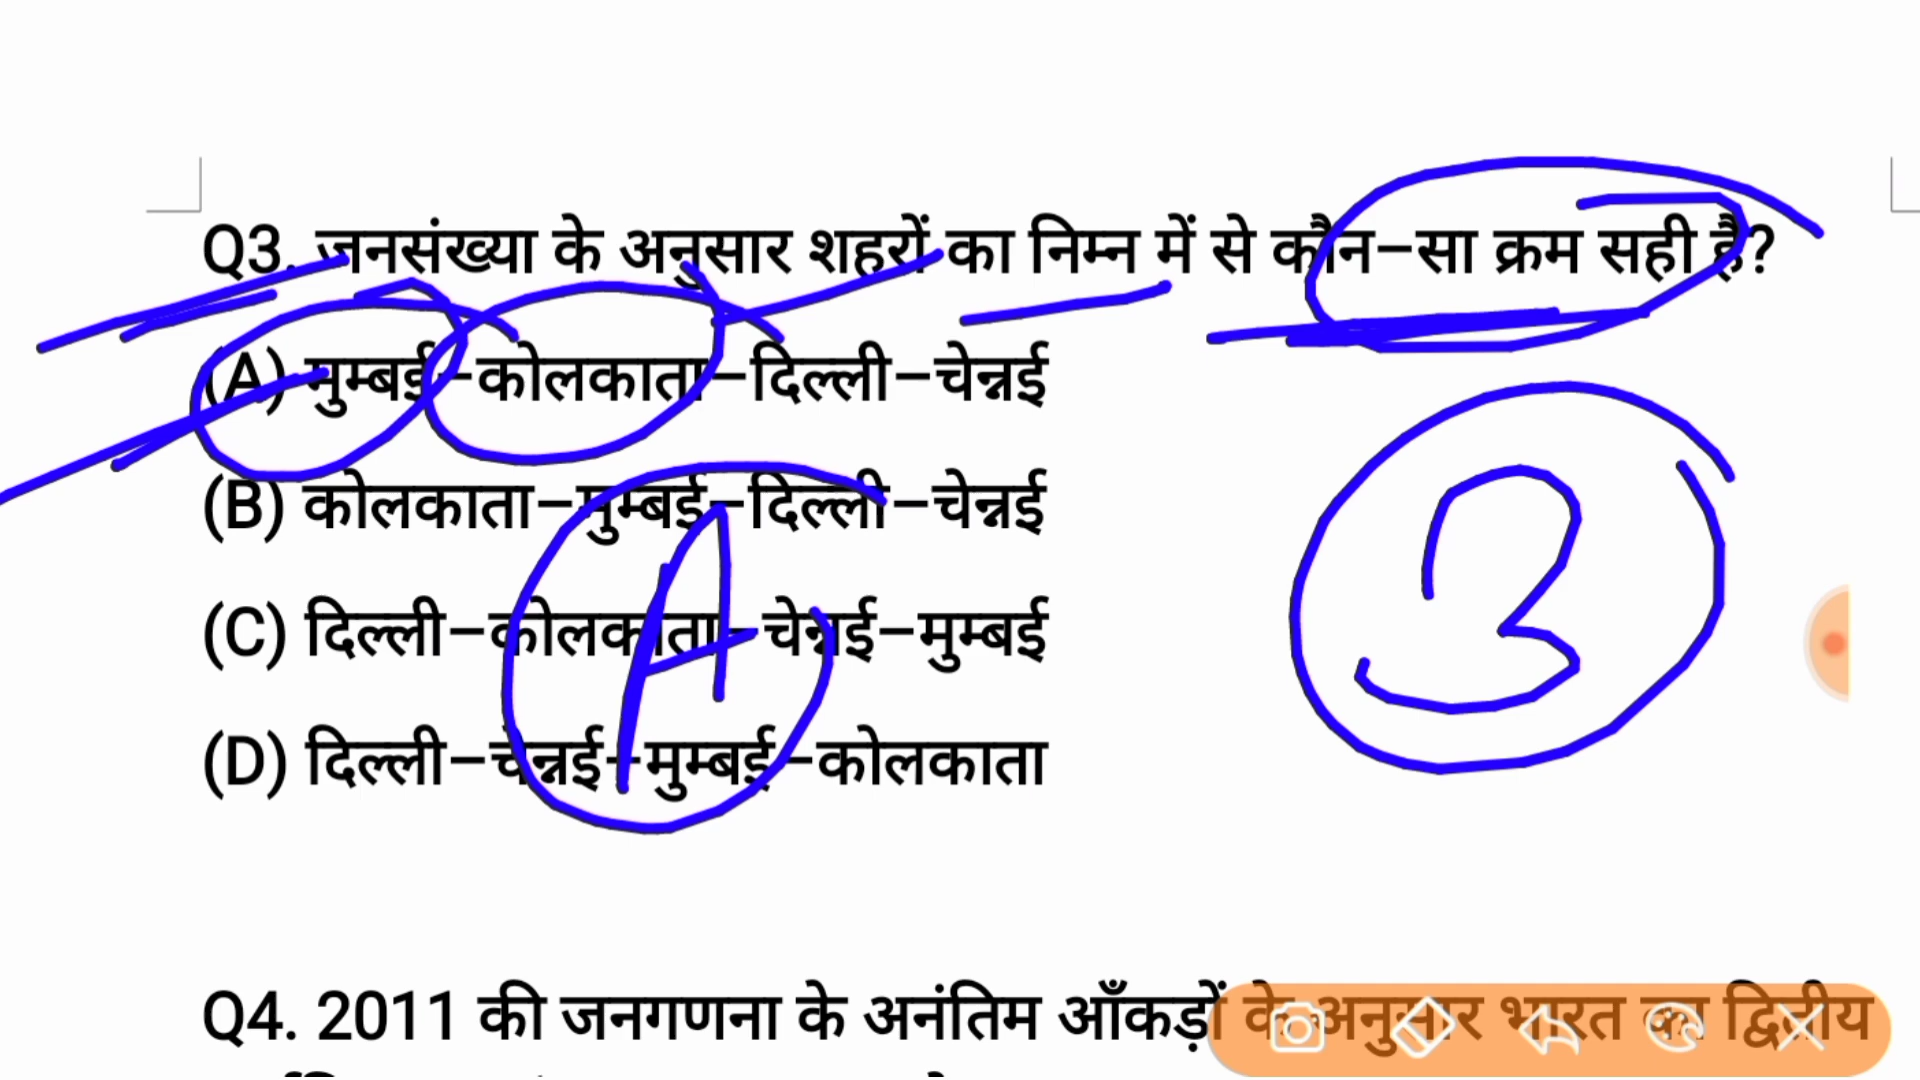 Q3. जनसंख्या के अनुसार शहरों का निम्न में से कौन–सा क्रम सही है?
(A) मुम्बई–कोलकाता–दिल्ली–चेन्नई
(B) कोलकाता–मुम्बई–दिल्ली–चेन्नई
3
A
(C) दिल्ली–कोलकाता–चेन्नई–मुम्बई
(D) दिल्ली–चेन्नई–मुम्बई–कोलकाता
Q4. 2011 की जनगणना के अनंतिम आँकड़ों के अनुसार भारत का द्वितीय